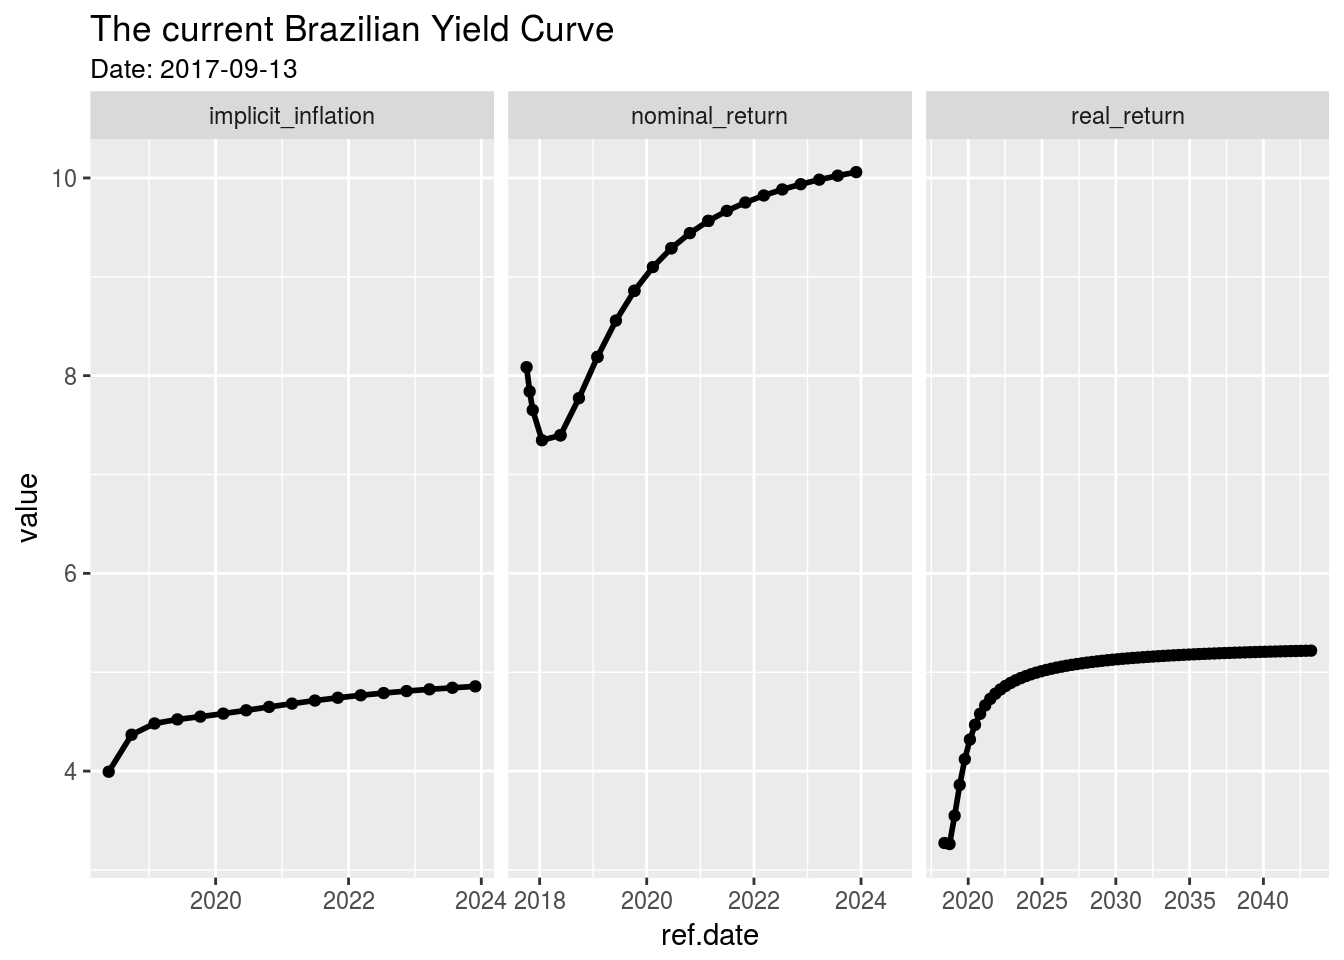 The current Brazilian Yield Curve
Date: 2017-09-13
implicit_inflation nominal_return real_return
10
8
6
4
value
2020 2022 2024 2018 2020 2022 2024 2020 2025 2030 2035 2040
ref.date